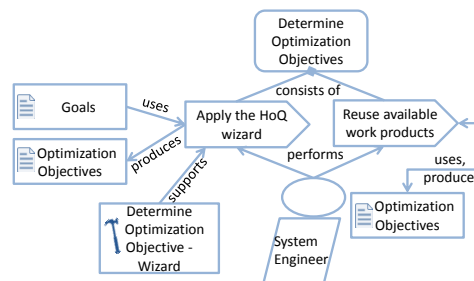 Determine
Optimization
Objectives
consists of
Goals
uses
Apply the HoQ
wizard
Reuse available
work products
Optimization
Objectives
produces
performs
supports
uses,
produce
Determine
Optimization
Objective -
Wizard
System
Engineer
Optimization
Objectives